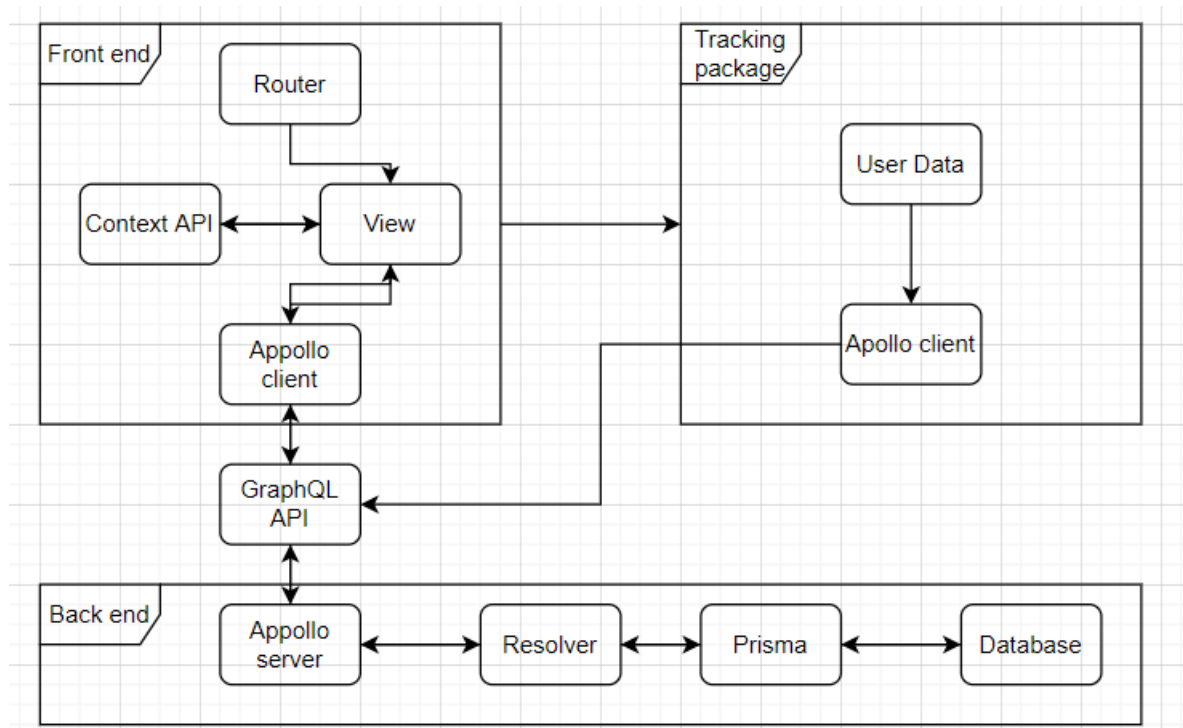 Front end
Router
Context API
View
Appollo
client
Tracking
package
User Data
Apollo client
GraphQL
API
Back end
Appollo
server
Resolver
Prisma
Database